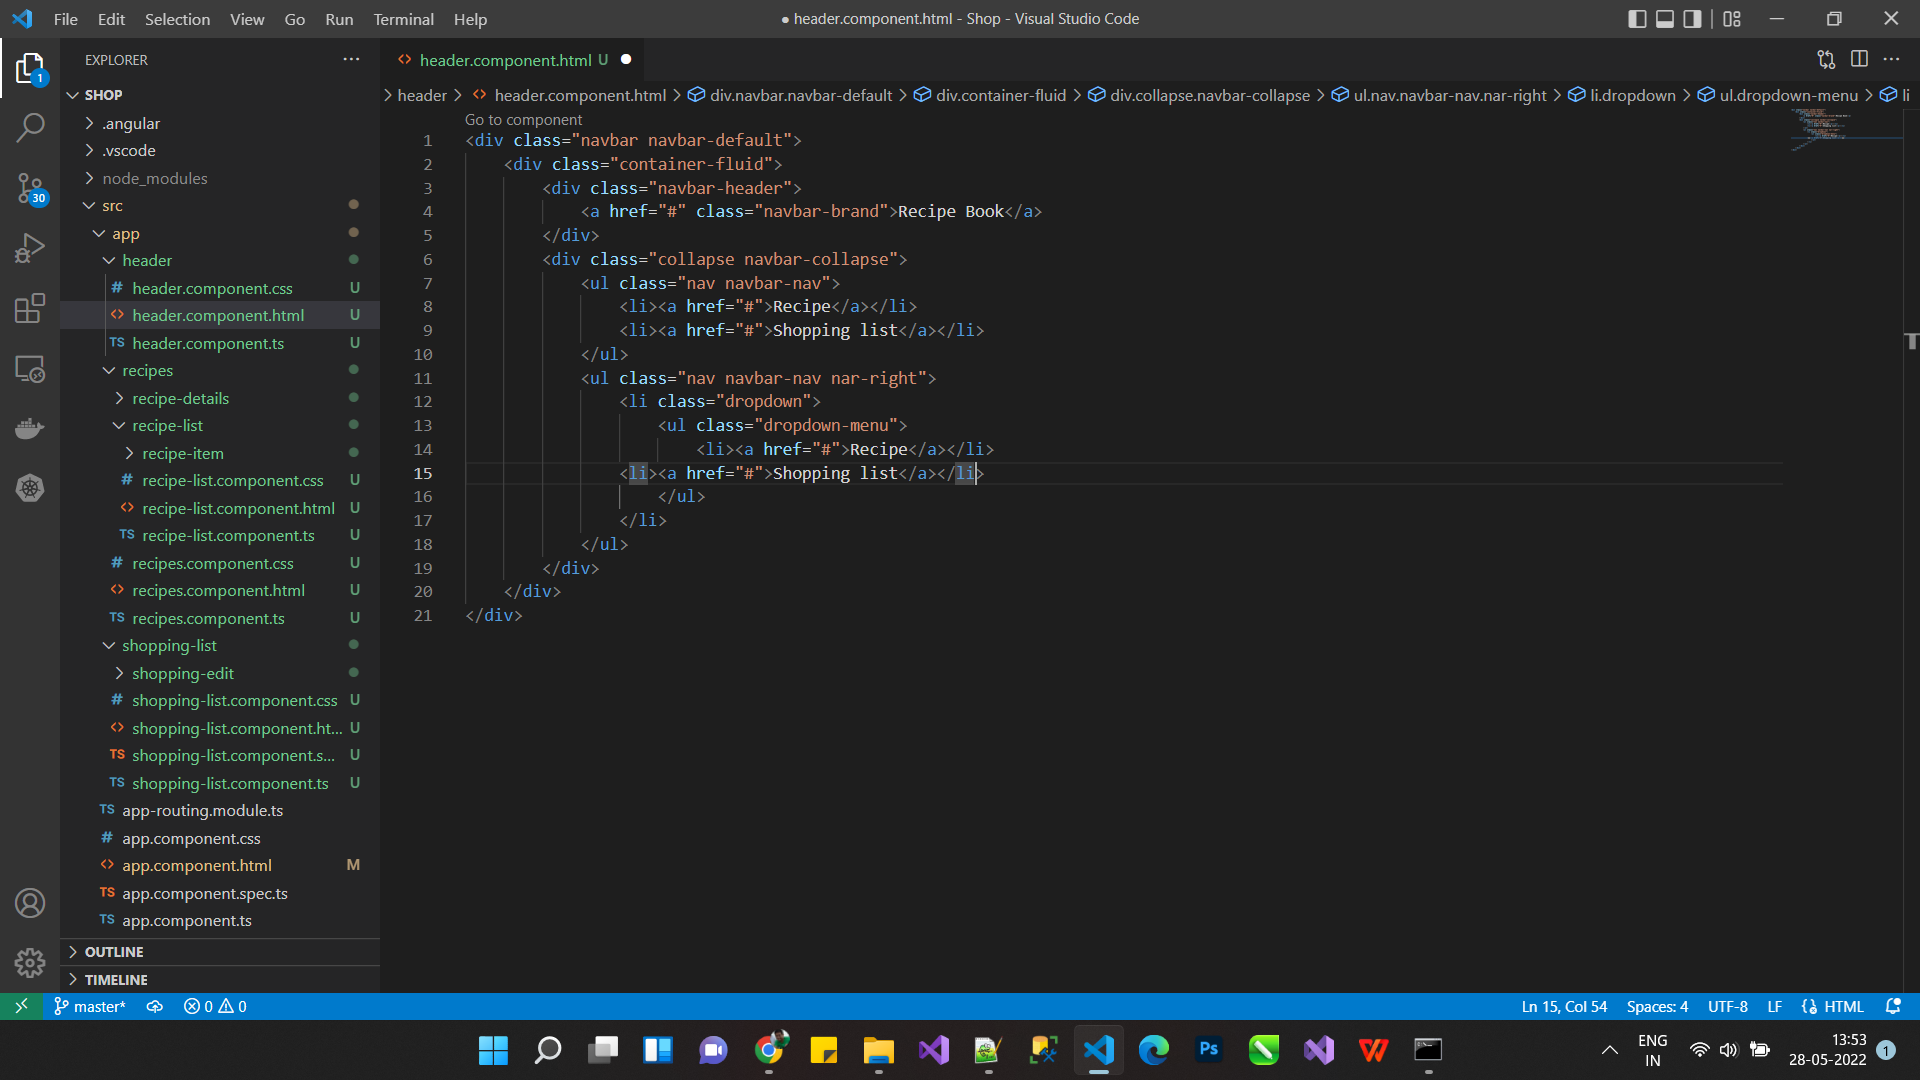 File Edit Selection View Go Run Terminal Help
● header.component.html - Shop - Visual Studio Code
EXPLORER
SHOP
.angular
.vscode
node_modules
src
app
header
header.component.css U
header.component.html U
header.component.ts U
recipes
recipe-details
recipe-list
recipe-item
recipe-list.component.css U
recipe-list.component.html U
recipe-list.component.ts U
recipes.component.css U
recipes.component.html U
recipes.component.ts U
shopping-list
shopping-edit
shopping-list.component.css U
shopping-list.component.ht... U
shopping-list.component.s... U
shopping-list.component.ts U
app-routing.module.ts
app.component.css
app.component.html M
app.component.spec.ts
app.component.ts
OUTLINE
TIMELINE
1
30
header.component.html U
header > header.component.html > div.navbar.navbar-default > div.container-fluid > div.collapse.navbar-collapse > ul.nav.navbar-nav.nar-right > li.dropdown > ul.dropdown-menu > li
Go to component
1 <div class="navbar navbar-default">
2 <div class="container-fluid">
3 <div class="navbar-header">
4 <a href="#" class="navbar-brand">Recipe Book</a>
5 </div>
6 <div class="collapse navbar-collapse">
7 <ul class="nav navbar-nav">
8 <li><a href="#">Recipe</a></li>
9 <li><a href="#">Shopping list</a></li>
10 </ul>
11 <ul class="nav navbar-nav nar-right">
12 <li class="dropdown">
13 <ul class="dropdown-menu">
14 <li><a href="#">Recipe</a></li>
15 <li><a href="#">Shopping list</a></li>
16 </ul>
17 </li>
18 </ul>
19 </div>
20 </div>
21 </div>
master* 0 0
Ln 15, Col 54 Spaces: 4 UTF-8 LF HTML
Ps
ENG
IN
13:53
28-05-2022
1